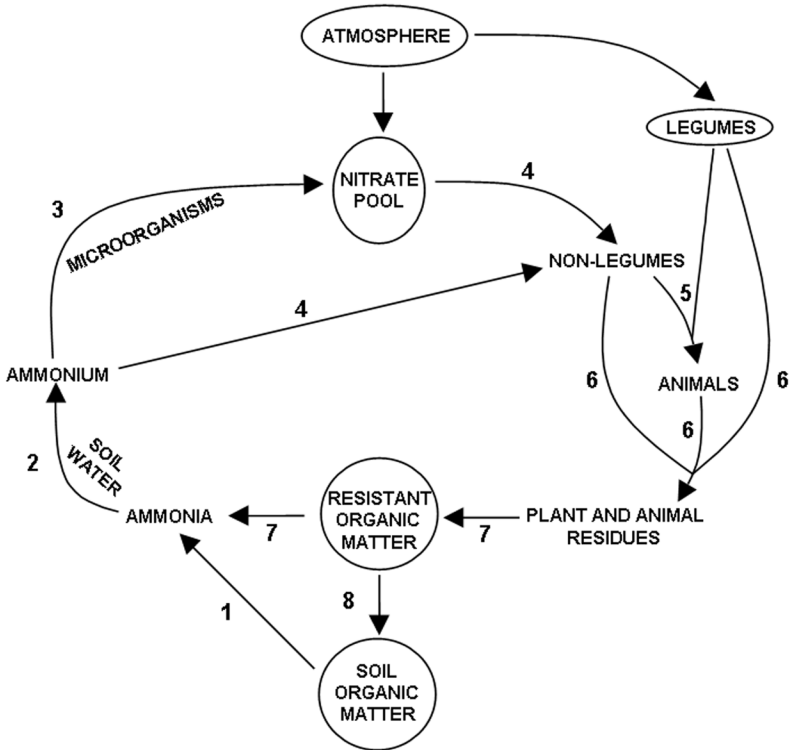 ATMOSPHERE
LEGUMES
NITRATE
POOL
4
3
MICROORGANISMS
NON-LEGUMES
5
4
AMMONIUM
ANIMALS
6
6
6
SOIL
WATER
2
RESISTANT
ORGANIC
MATTER
AMMONIA
PLANT AND ANIMAL
RESIDUES
7
7
8
1
SOIL
ORGANIC
MATTER